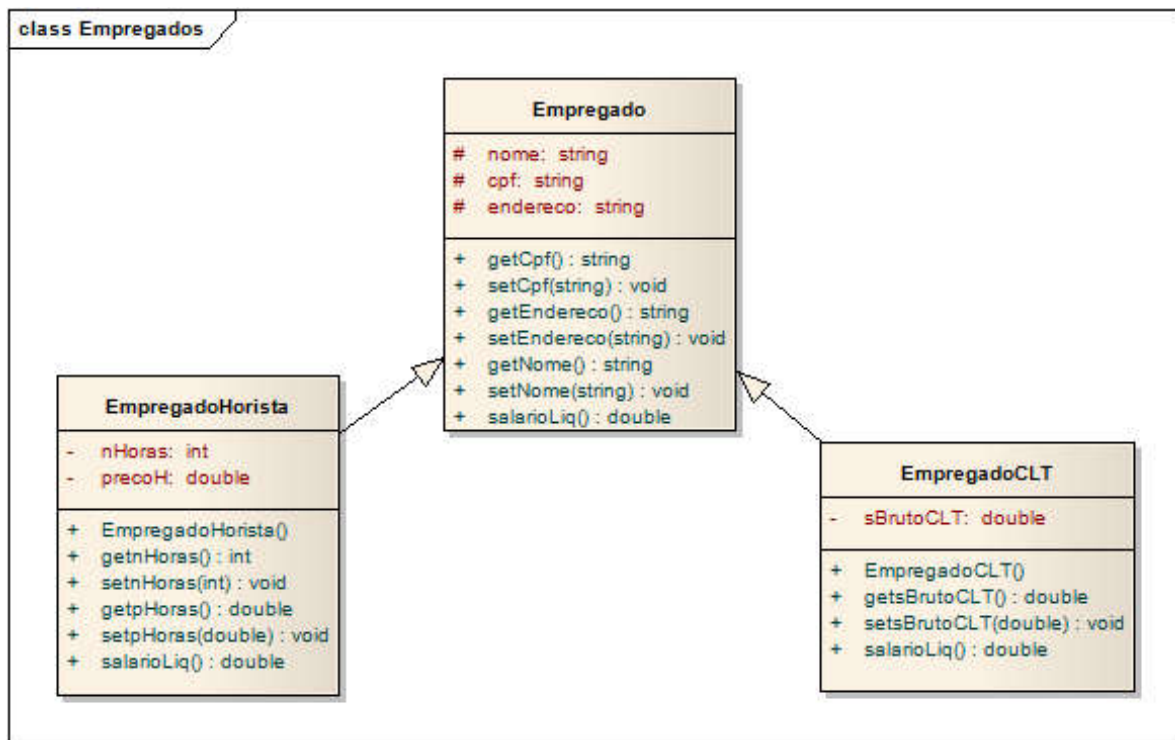 class Empregados
Empregado
# nome: string
# cpf: string
# endereco: string
+ getCpf() : string
+ setCpf(string) : void
+ getEndereco() : string
+ setEndereco(string) : void
+ getNome() : string
+ setNome(string) : void
+ salarioLiq() : double
EmpregadoHorista
- nHoras: int
- precoH: double
+ EmpregadoHorista()
+ getnHoras() : int
+ setnHoras(int) : void
+ getpHoras() : double
+ setpHoras(double) : void
+ salarioLiq() : double
EmpregadoCLT
- sBrutoCLT: double
+ EmpregadoCLT()
+ getsBrutoCLT() : double
+ setsBrutoCLT(double) : void
+ salarioLiq() : double